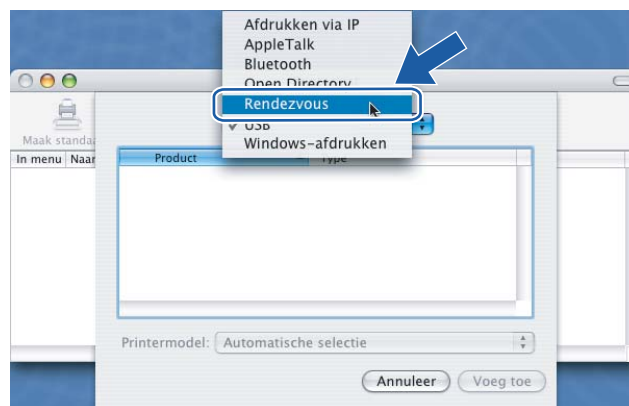 Afdrukken via IP
AppleTalk
Bluetooth
Open Directory
Rendezvous
USB
Windows-afdrukken
Maak standaa
In menu Naar
Product Type
Printermodel: Automatische selectie
Annuleer Voeg toe